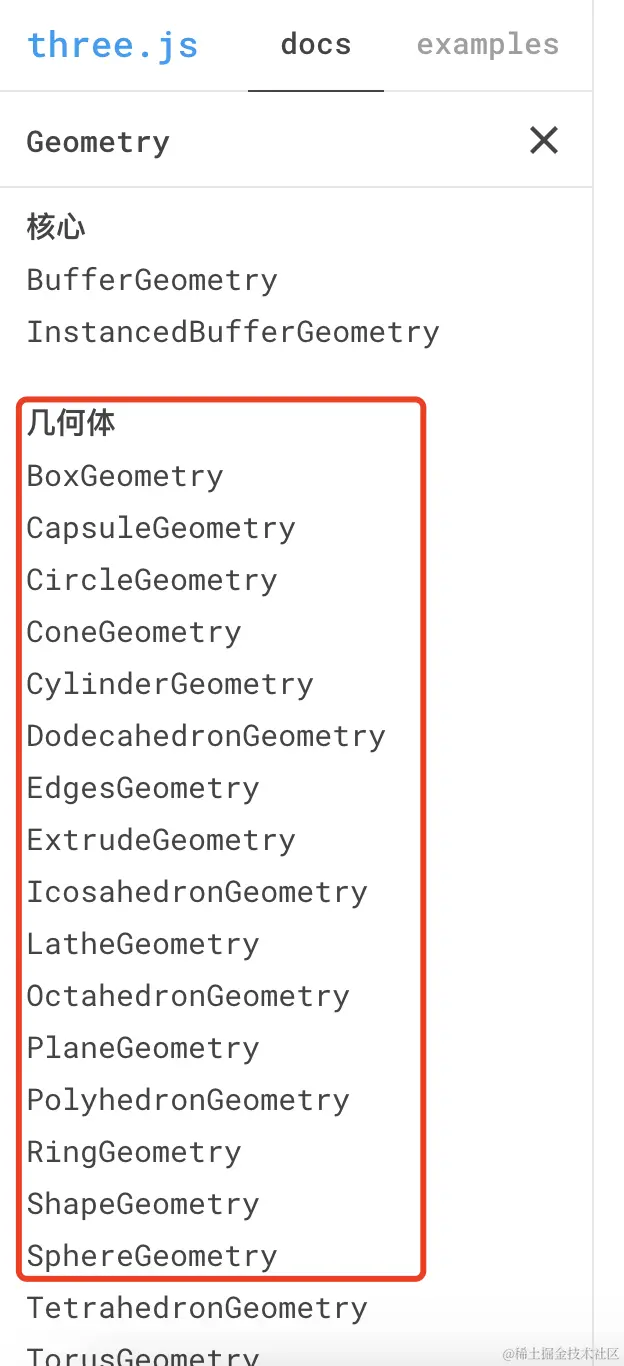 three.js docs examples
Geometry
核心
BufferGeometry
InstancedBufferGeometry
几何体
BoxGeometry
CapsuleGeometry
CircleGeometry
ConeGeometry
CylinderGeometry
DodecahedronGeometry
EdgesGeometry
ExtrudeGeometry
IcosahedronGeometry
LatheGeometry
OctahedronGeometry
PlaneGeometry
PolyhedronGeometry
RingGeometry
ShapeGeometry
SphereGeometry
TetrahedronGeometry
TorusGeometry
@稀土掘金技术社区